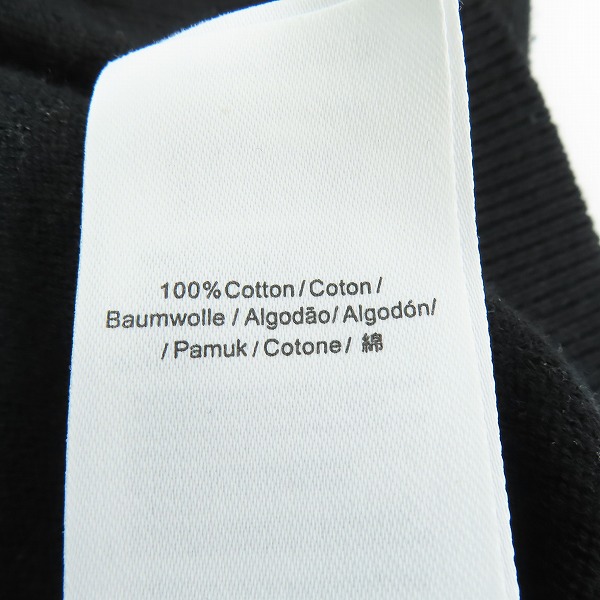 100% Cotton / Coton /
Baumwolle / Algodão / Algodón/
/ Pamuk / Cotone / 綿